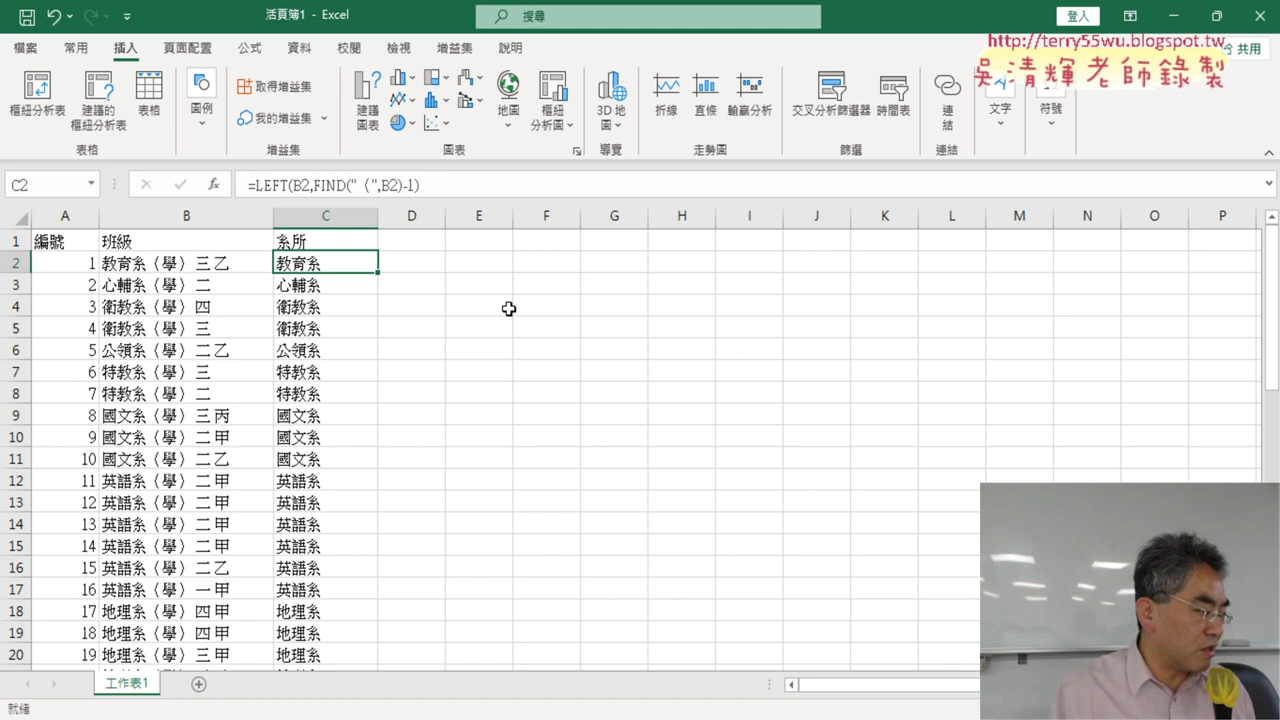 活頁簿1 - Excel
搜尋
登入
http://terry55wu.blogspot.tw
吳清輝老師錄製
檔案 常用 插入 頁面配置 公式 資料 校閱 檢視 增益集 說明 共用
樞紐分析表
建議的
樞紐分析表
表格
圖例
取得增益集
我的增益集
建議
圖表
地圖
樞紐
分析圖
3D 地
圖
折線
直條
輸贏分析
交叉分析篩選器
時間表
連
結
文字
符號
表格 增益集 圖表 導覽 走勢圖 篩選 連結
C2 fx =LEFT(B2,FIND("（",B2)-1)
A B C D E F G H I J K L M N O P
1 編號 班級 系所
2 1 教育系（學）三乙 教育系
3 2 心輔系（學）二 心輔系
4 3 衛教系（學）四 衛教系
5 4 衛教系（學）三 衛教系
6 5 公領系（學）二乙 公領系
7 6 特教系（學）三 特教系
8 7 特教系（學）二 特教系
9 8 國文系（學）三丙 國文系
10 9 國文系（學）二甲 國文系
11 10 國文系（學）二乙 國文系
12 11 英語系（學）二甲 英語系
13 12 英語系（學）二甲 英語系
14 13 英語系（學）二甲 英語系
15 14 英語系（學）二甲 英語系
16 15 英語系（學）二乙 英語系
17 16 英語系（學）一甲 英語系
18 17 地理系（學）四甲 地理系
19 18 地理系（學）四甲 地理系
20 19 地理系（學）三甲 地理系
工作表1
就緒